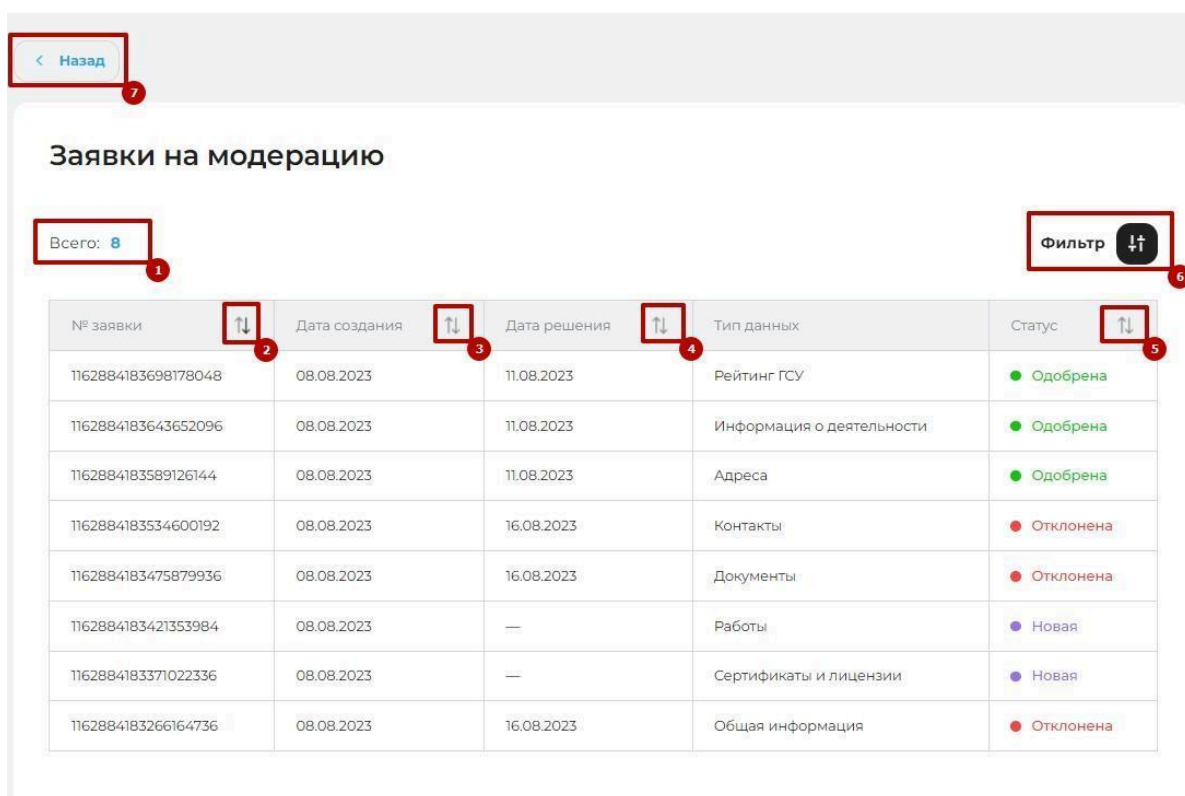 Назад
7
Заявки на модерацию
Всего: 8
1
Фильтр
6
№ заявки Дата создания Дата решения Тип данных Статус
2 3 4 5
1162884183698178048 08.08.2023 11.08.2023 Рейтинг ГСУ Одобрена
1162884183643652096 08.08.2023 11.08.2023 Информация о деятельности Одобрена
1162884183589126144 08.08.2023 11.08.2023 Адреса Одобрена
1162884183534600192 08.08.2023 16.08.2023 Контакты Отклонена
1162884183475879936 08.08.2023 16.08.2023 Документы Отклонена
1162884183421353984 08.08.2023 — Работы Новая
1162884183371022336 08.08.2023 — Сертификаты и лицензии Новая
1162884183266164736 08.08.2023 16.08.2023 Общая информация Отклонена